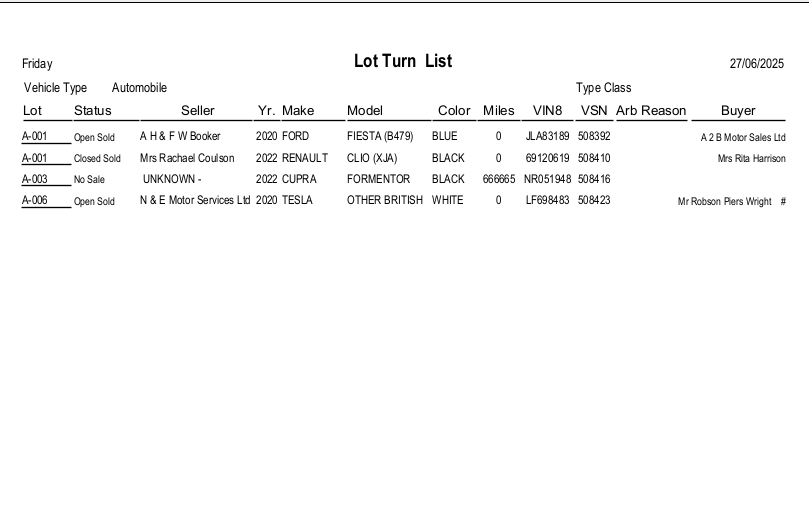 Friday Lot Turn List 27/06/2025
Vehicle Type Automobile Type Class
Lot Status Seller Yr. Make Model Color Miles VIN8 VSN Arb Reason Buyer
A-001 Open Sold A H & F W Booker 2020 FORD FIESTA (B479) BLUE 0 JLA83189 508392 A 2 B Motor Sales Ltd
A-001 Closed Sold Mrs Rachael Coulson 2022 RENAULT CLIO (XJA) BLACK 0 69120619 508410 Mrs Rita Harrison
A-003 No Sale UNKNOWN - 2022 CUPRA FORMENTOR BLACK 666665 NR051948 508416
A-006 Open Sold N & E Motor Services Ltd 2020 TESLA OTHER BRITISH WHITE 0 LF698483 508423 Mr Robson Piers Wright #